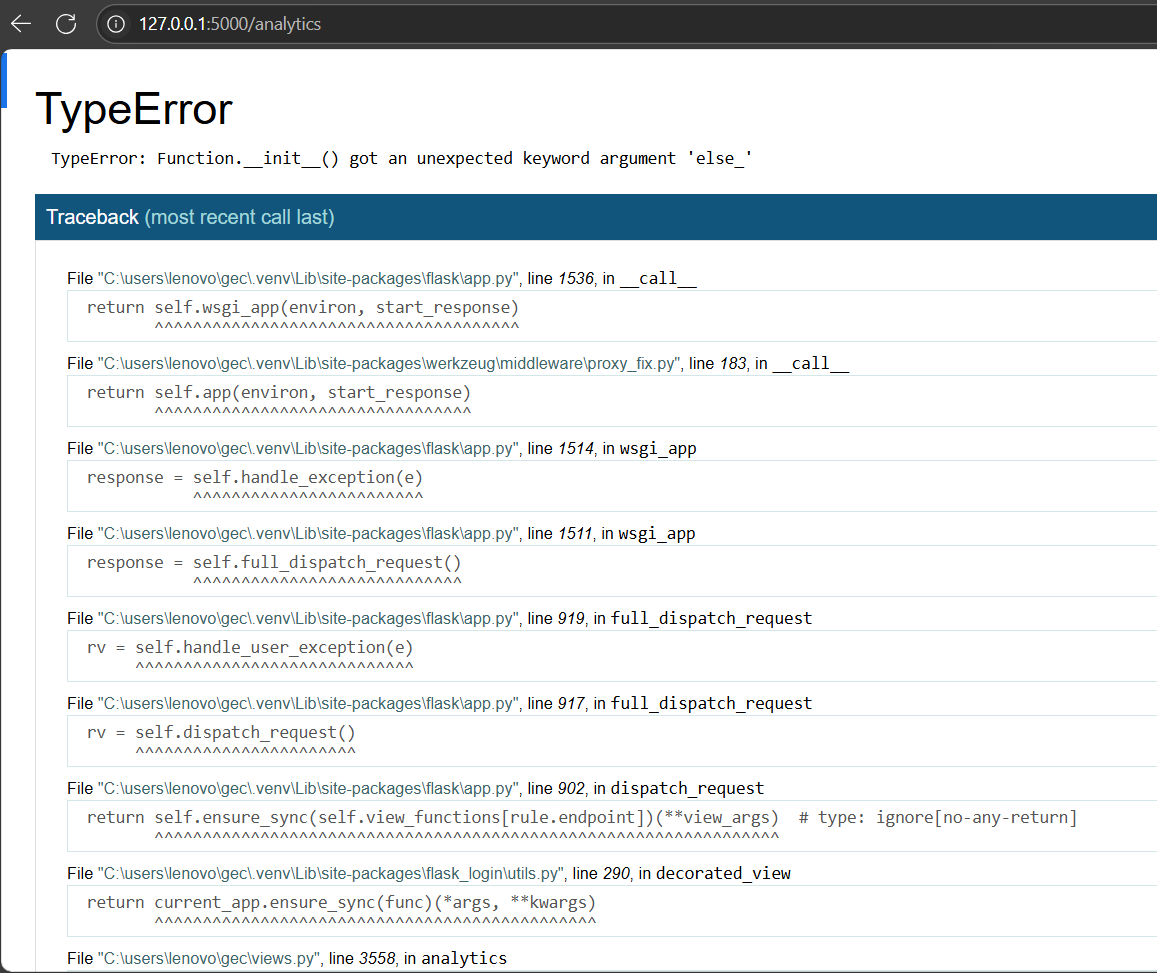 127.0.0.1:5000/analytics
TypeError
TypeError: Function.__init__() got an unexpected keyword argument 'else_'
Traceback (most recent call last)
File "C:\users\lenovo\gec\.venv\Lib\site-packages\flask\app.py", line 1536, in __call__
return self.wsgi_app(environ, start_response)
^^^^^^^^^^^^^^^^^^^^^^^^^^^^^^^^^^^^^^
File "C:\users\lenovo\gec\.venv\Lib\site-packages\werkzeug\middleware\proxy_fix.py", line 183, in __call__
return self.app(environ, start_response)
^^^^^^^^^^^^^^^^^^^^^^^^^^^^^^^^^
File "C:\users\lenovo\gec\.venv\Lib\site-packages\flask\app.py", line 1514, in wsgi_app
response = self.handle_exception(e)
^^^^^^^^^^^^^^^^^^^^^^^^
File "C:\users\lenovo\gec\.venv\Lib\site-packages\flask\app.py", line 1511, in wsgi_app
response = self.full_dispatch_request()
^^^^^^^^^^^^^^^^^^^^^^^^^^^^
File "C:\users\lenovo\gec\.venv\Lib\site-packages\flask\app.py", line 919, in full_dispatch_request
rv = self.handle_user_exception(e)
^^^^^^^^^^^^^^^^^^^^^^^^^^^^^
File "C:\users\lenovo\gec\.venv\Lib\site-packages\flask\app.py", line 917, in full_dispatch_request
rv = self.dispatch_request()
^^^^^^^^^^^^^^^^^^^^^^^
File "C:\users\lenovo\gec\.venv\Lib\site-packages\flask\app.py", line 902, in dispatch_request
return self.ensure_sync(self.view_functions[rule.endpoint])(**view_args)  # type: ignore[no-any-return]
^^^^^^^^^^^^^^^^^^^^^^^^^^^^^^^^^^^^^^^^^^^^^^^^^^^^^^^^^^^^^^^^^
File "C:\users\lenovo\gec\.venv\Lib\site-packages\flask_login\utils.py", line 290, in decorated_view
return current_app.ensure_sync(func)(*args, **kwargs)
^^^^^^^^^^^^^^^^^^^^^^^^^^^^^^^^^^^^^^^^^^^^^^
File "C:\users\lenovo\gec\views.py", line 3558, in analytics